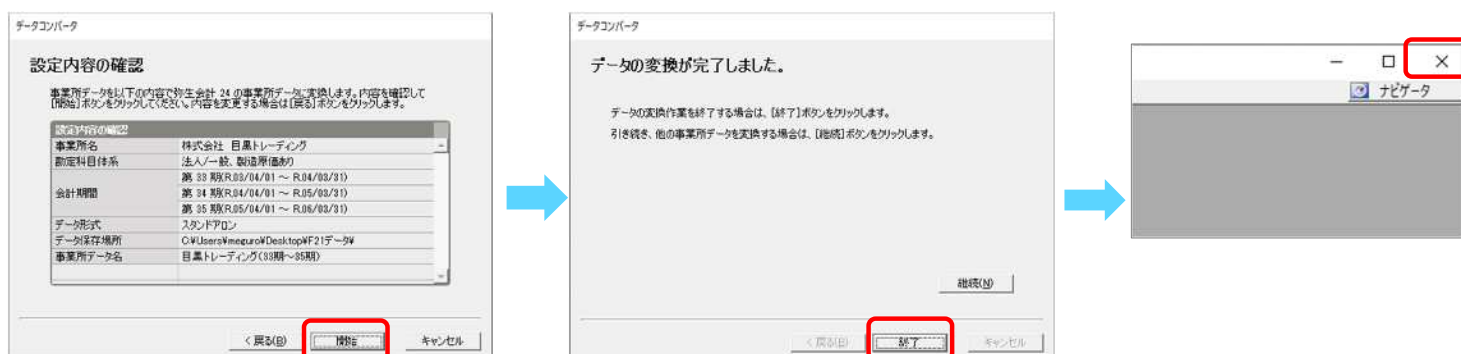 データコンバータ
設定内容の確認
事業所データを以下の内容で弥生会計 24 の事業所データに変換します。内容を確認して
[開始]ボタンをクリックしてください。内容を変更する場合は[戻る]ボタンをクリックします。
設定内容の確認
事業所名 株式会社 目黒トレーディング
勘定科目体系 法人/一般、製造原価あり
会計期間 第 33 期(R.03/04/01 ～ R.04/03/31)
第 34 期(R.04/04/01 ～ R.05/03/31)
第 35 期(R.05/04/01 ～ R.06/03/31)
データ形式 スタンドアロン
データ保存場所 C:¥Users¥meguro¥Desktop¥F21データ¥
事業所データ名 目黒トレーディング(33期～35期)
< 戻る(B) 開始 キャンセル
データコンバータ
データの変換が完了しました。
データの変換作業を終了する場合は、[終了]ボタンをクリックします。
引き続き、他の事業所データを変換する場合は、[継続]ボタンをクリックします。
継続(N)
< 戻る(B) 終了 キャンセル
ナビゲータ